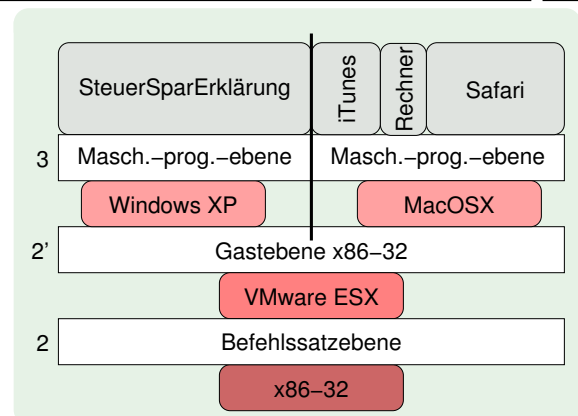 SteuerSparErklärung
iTunes
Rechner
Safari
3 Masch.−prog.−ebene Masch.−prog.−ebene
Windows XP MacOSX
2' Gastebene x86−32
VMware ESX
2 Befehlssatzebene
x86−32